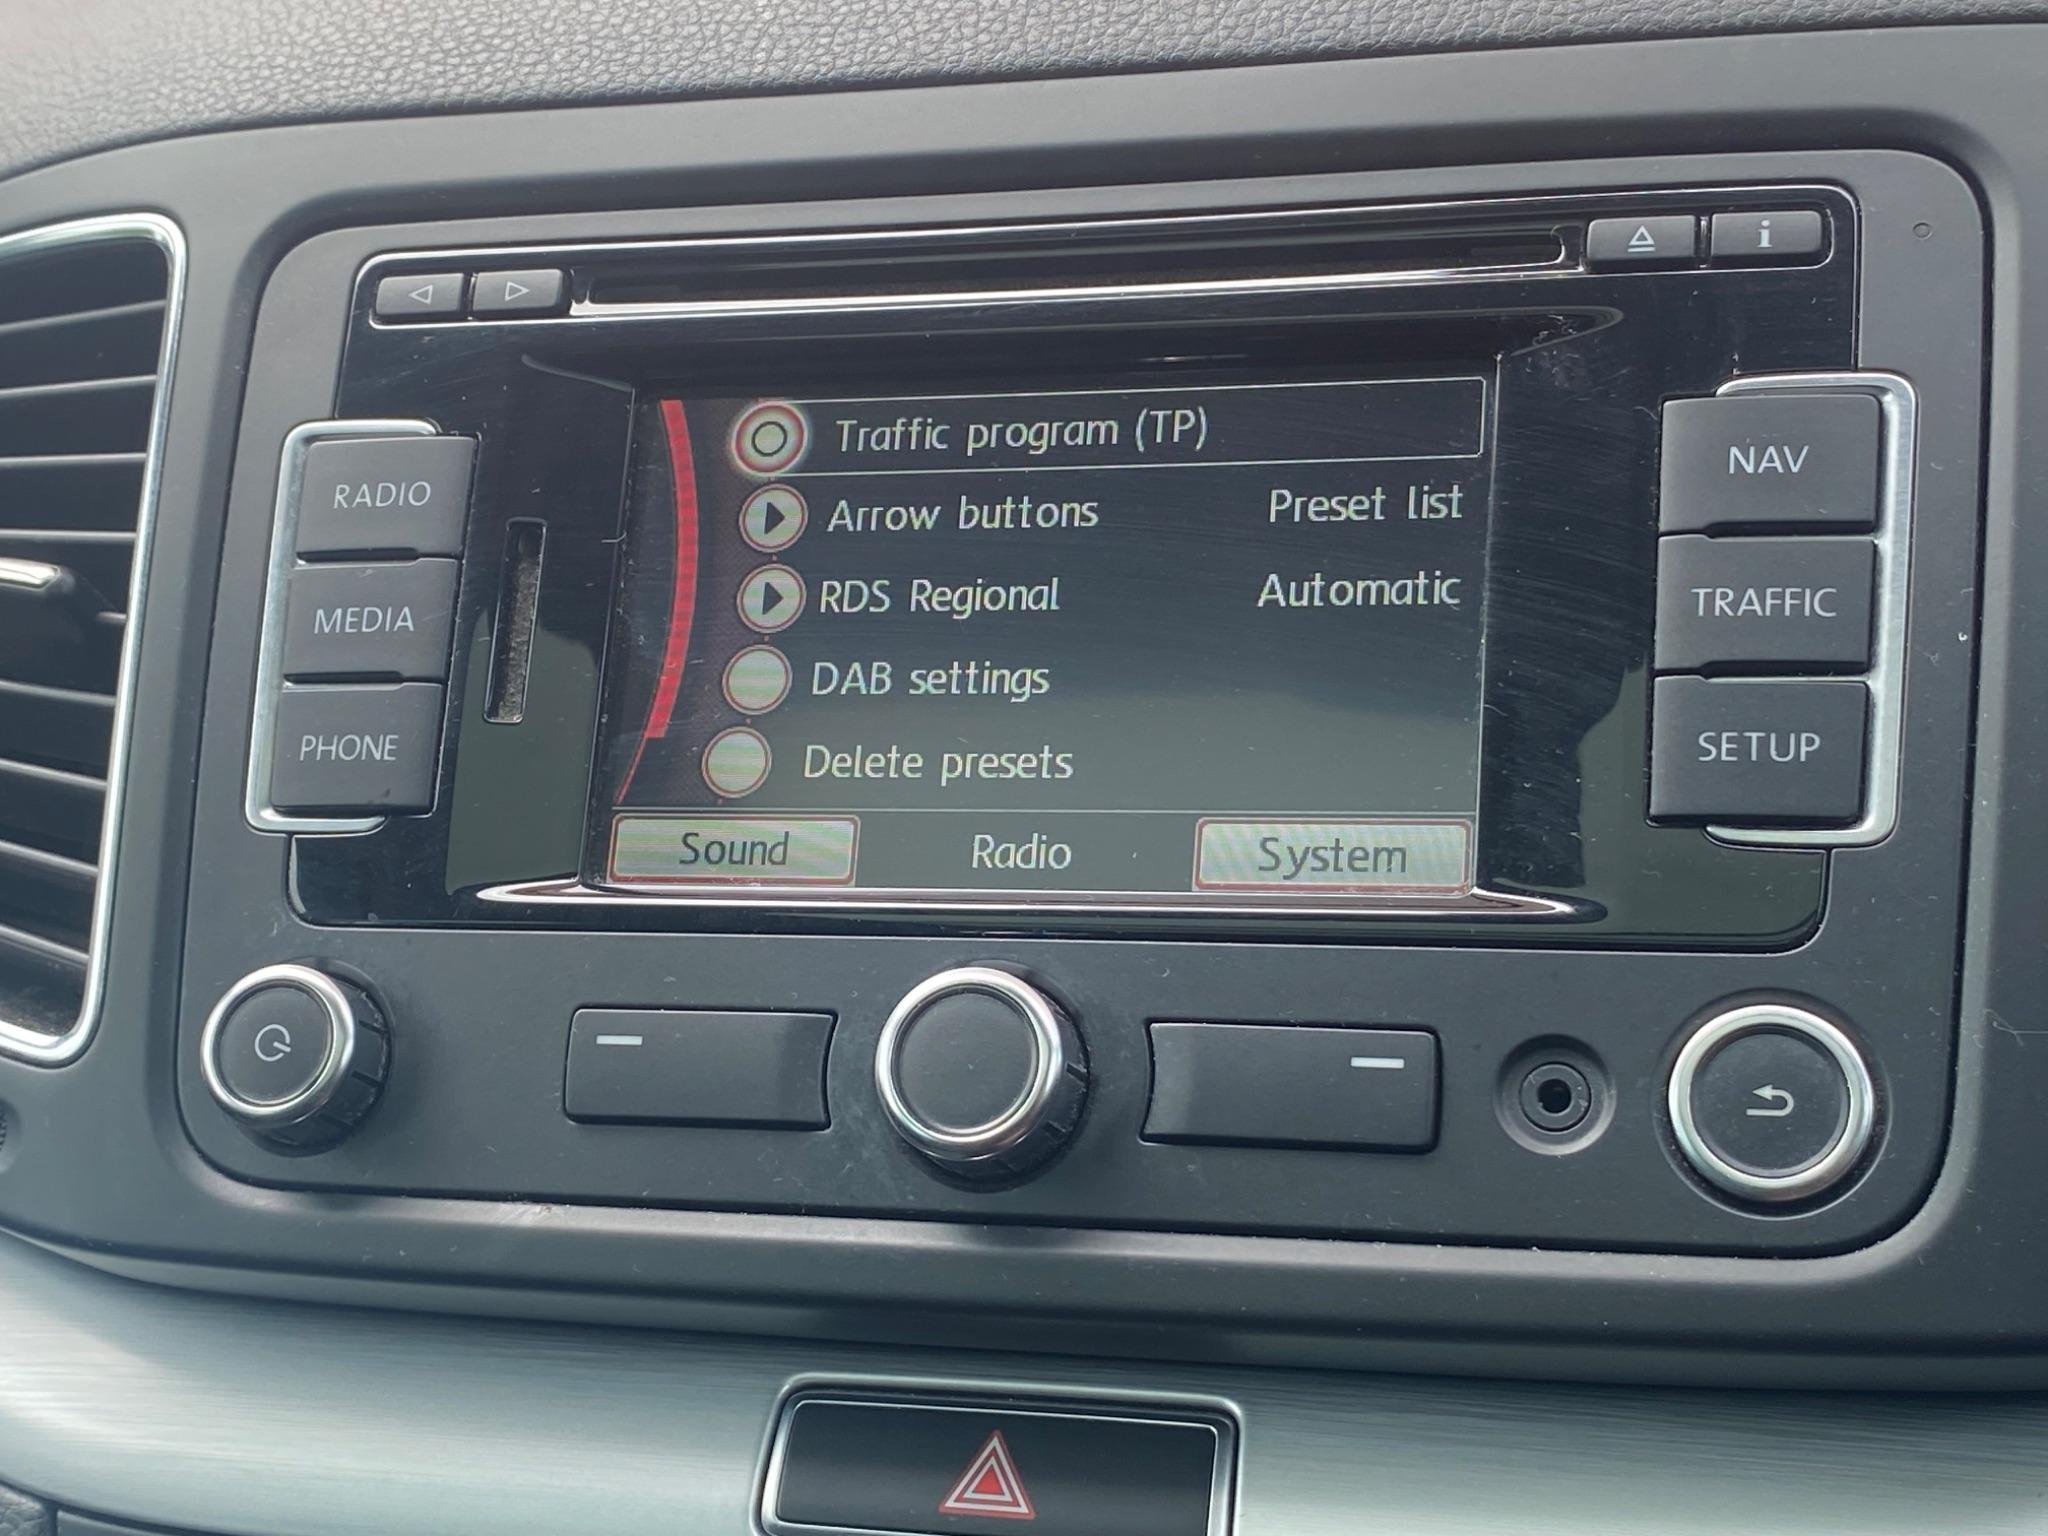 i
RADIO
MEDIA
PHONE
Traffic program (TP)
Arrow buttons Preset list
RDS Regional Automatic
DAB settings
Delete presets
Sound Radio System
NAV
TRAFFIC
SETUP